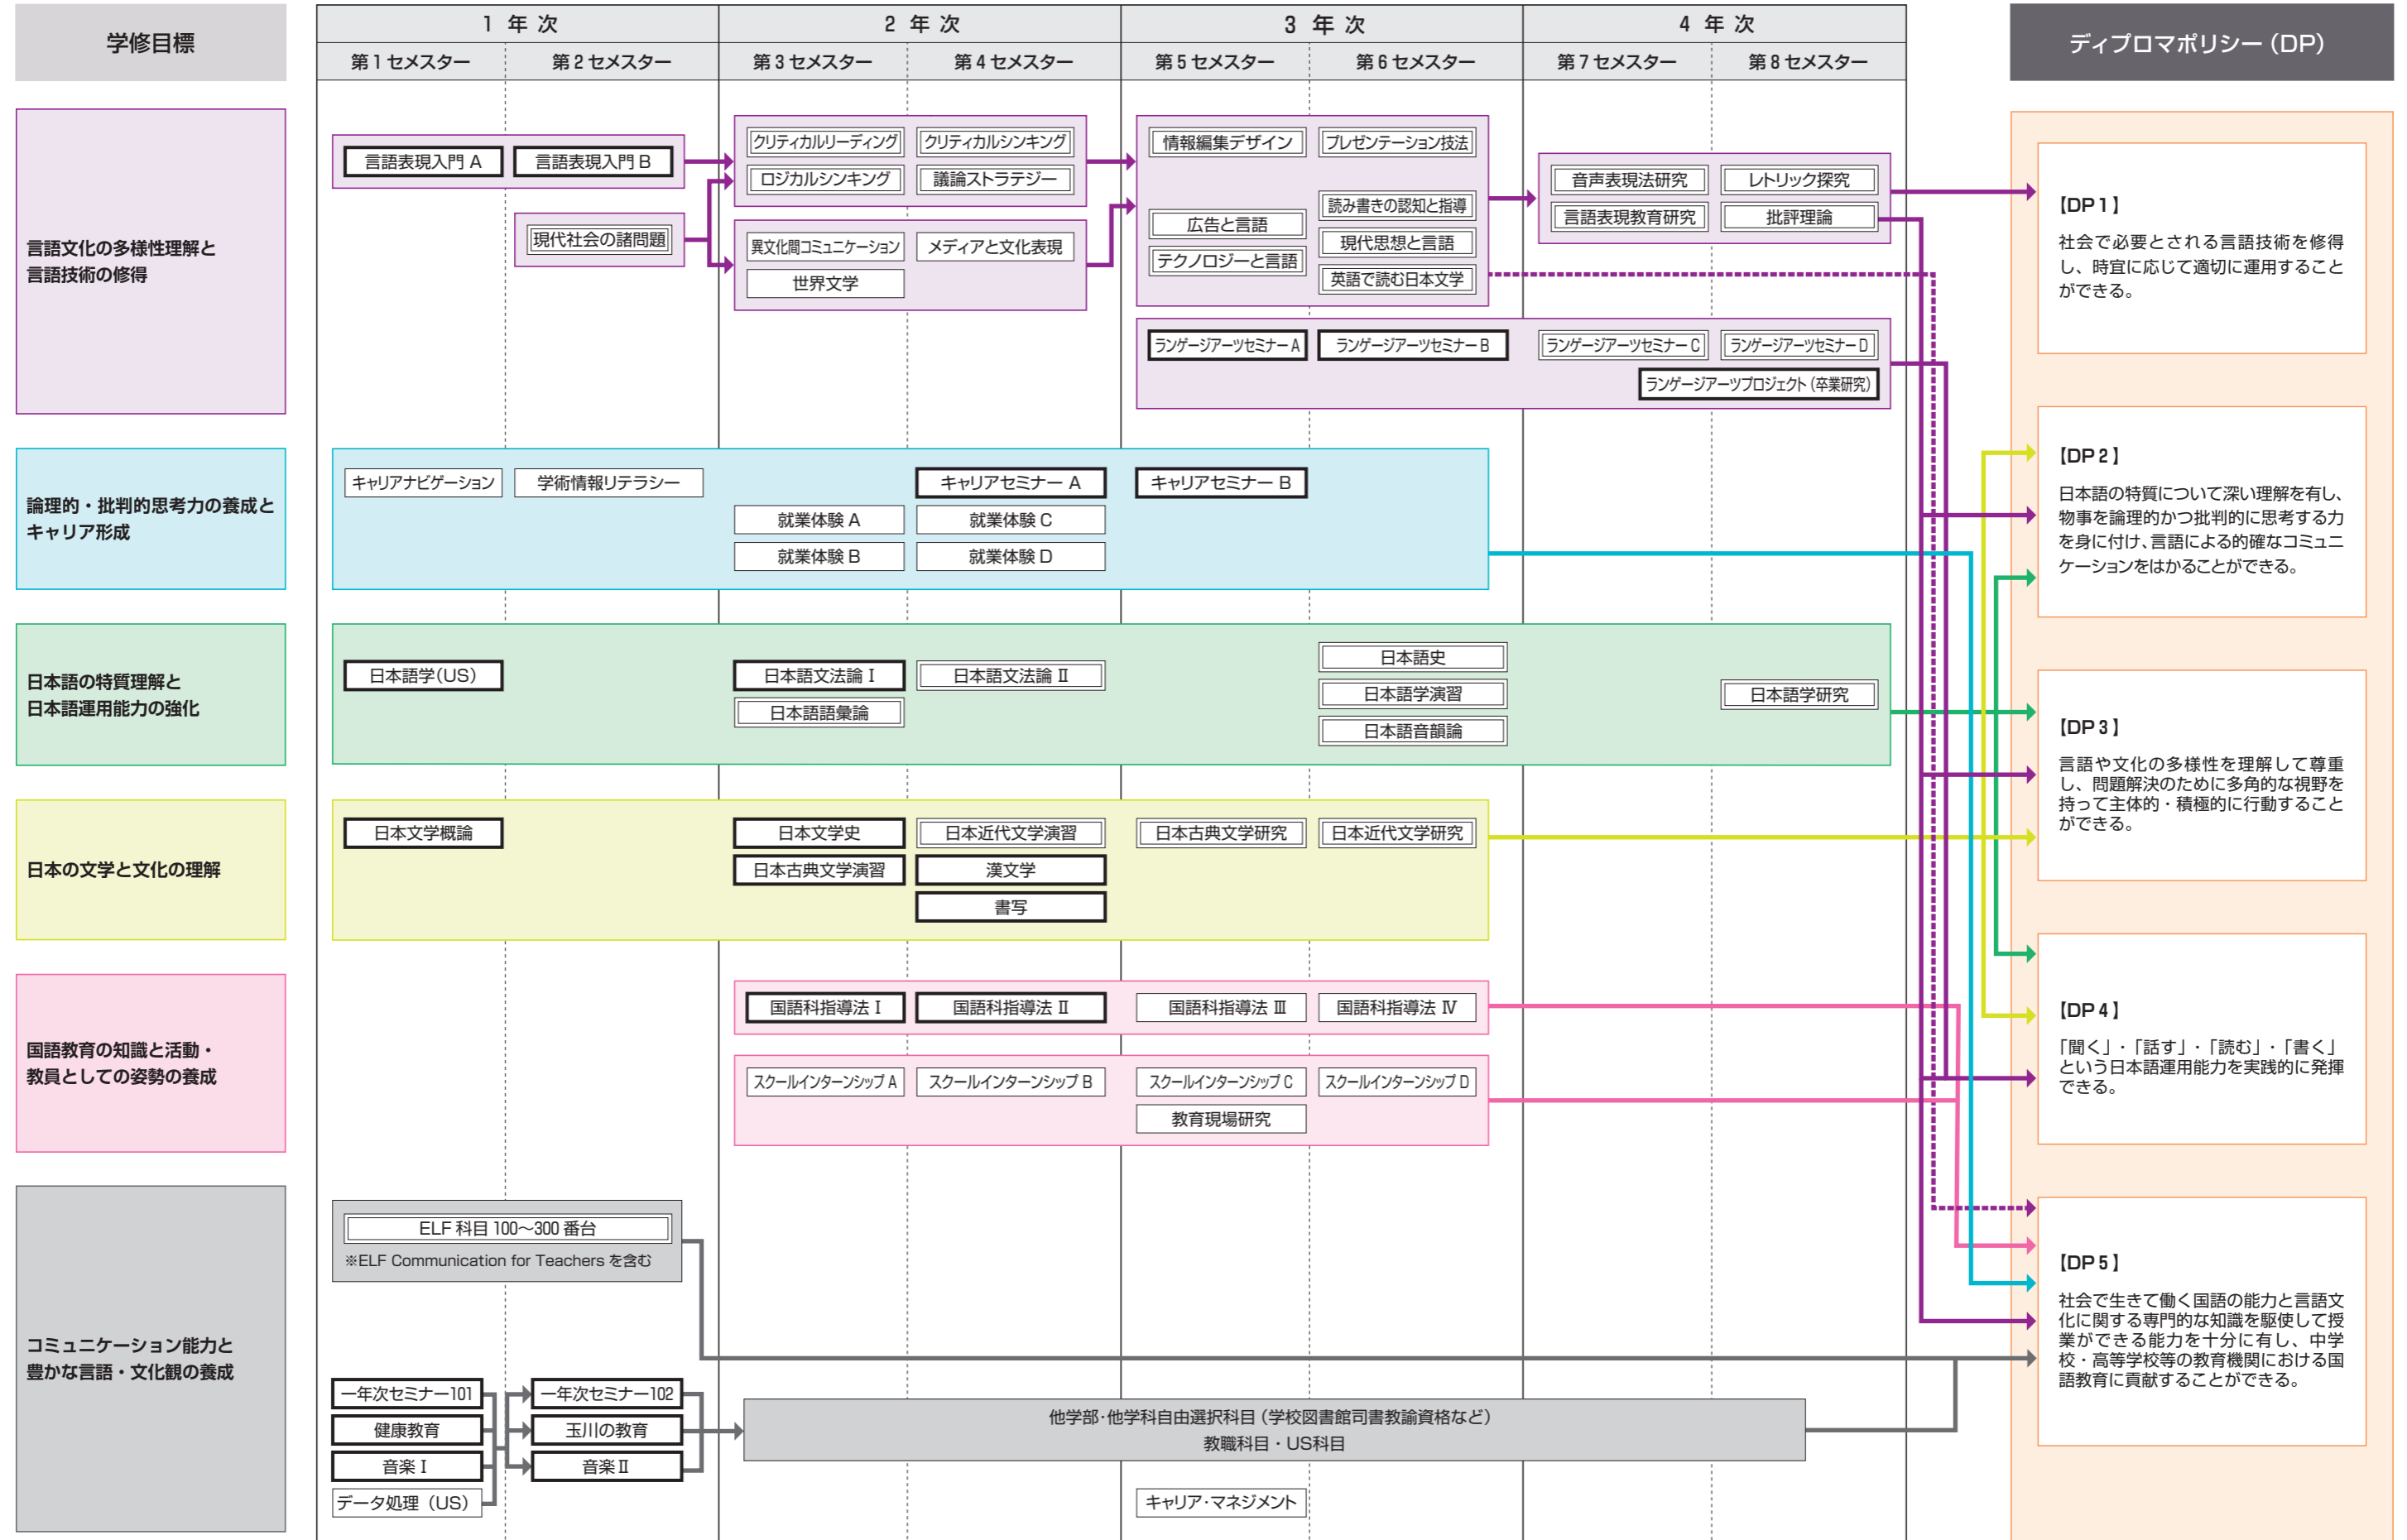 学修目標
1 年 次
2 年 次
3 年 次
4 年 次
第1セメスター
第2セメスター
第3セメスター
第4セメスター
第5セメスター
第6セメスター
第7セメスター
第8セメスター
ディプロマポリシー（DP）
言語文化の多様性理解と
言語技術の修得
言語表現入門 A
言語表現入門 B
現代社会の諸問題
クリティカルリーディング
クリティカルシンキング
ロジカルシンキング
議論ストラテジー
異文化間コミュニケーション
メディアと文化表現
世界文学
情報編集デザイン
プレゼンテーション技法
読み書きの認知と指導
広告と言語
現代思想と言語
テクノロジーと言語
英語で読む日本文学
音声表現法研究
レトリック探究
言語表現教育研究
批評理論
ランゲージアーツセミナー A
ランゲージアーツセミナー B
ランゲージアーツセミナー C
ランゲージアーツセミナー D
ランゲージアーツプロジェクト（卒業研究）
論理的・批判的思考力の養成と
キャリア形成
キャリアナビゲーション
学術情報リテラシー
キャリアセミナー A
キャリアセミナー B
就業体験 A
就業体験 C
就業体験 B
就業体験 D
日本語の特質理解と
日本語運用能力の強化
日本語学（US）
日本語文法論 Ⅰ
日本語文法論 Ⅱ
日本語語彙論
日本語史
日本語学演習
日本語音韻論
日本語学研究
日本の文学と文化の理解
日本文学概論
日本文学史
日本近代文学演習
日本古典文学研究
日本近代文学研究
日本古典文学演習
漢文学
書写
国語教育の知識と活動・
教員としての姿勢の養成
国語科指導法 Ⅰ
国語科指導法 Ⅱ
国語科指導法 Ⅲ
国語科指導法 Ⅳ
スクールインターンシップ A
スクールインターンシップ B
スクールインターンシップ C
スクールインターンシップ D
教育現場研究
コミュニケーション能力と
豊かな言語・文化観の養成
ELF 科目 100〜300 番台
※ELF Communication for Teachers を含む
一年次セミナー101
一年次セミナー102
健康教育
玉川の教育
音楽 Ⅰ
音楽 Ⅱ
データ処理（US）
他学部・他学科自由選択科目（学校図書館司書教諭資格など）
教職科目・US科目
キャリア・マネジメント
【DP 1】
社会で必要とされる言語技術を修得
し、時宜に応じて適切に運用すること
ができる。
【DP 2】
日本語の特質について深い理解を有し、
物事を論理的かつ批判的に思考する力
を身に付け、言語による的確なコミュニ
ケーションをはかることができる。
【DP 3】
言語や文化の多様性を理解して尊重
し、問題解決のために多角的な視野を
持って主体的・積極的に行動すること
ができる。
【DP 4】
「聞く」・「話す」・「読む」・「書く」
という日本語運用能力を実践的に発揮
できる。
【DP 5】
社会で生きて働く国語の能力と言語文
化に関する専門的な知識を駆使して授
業ができる能力を十分に有し、中学
校・高等学校等の教育機関における国
語教育に貢献することができる。